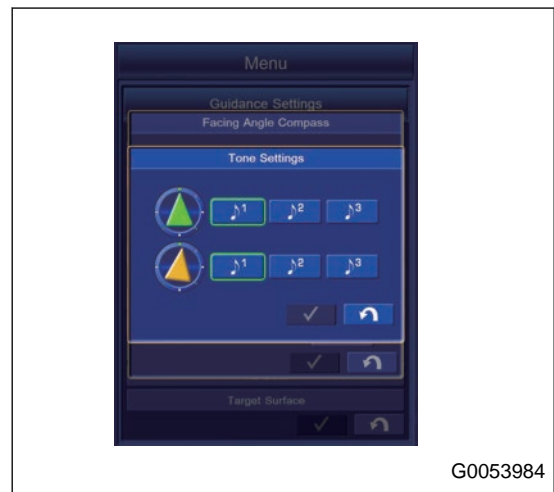 Menu
Guidance Settings
Facing Angle Compass
Tone Settings
♪1 ♪2 ♪3
♪1 ♪2 ♪3
Target Surface
G0053984